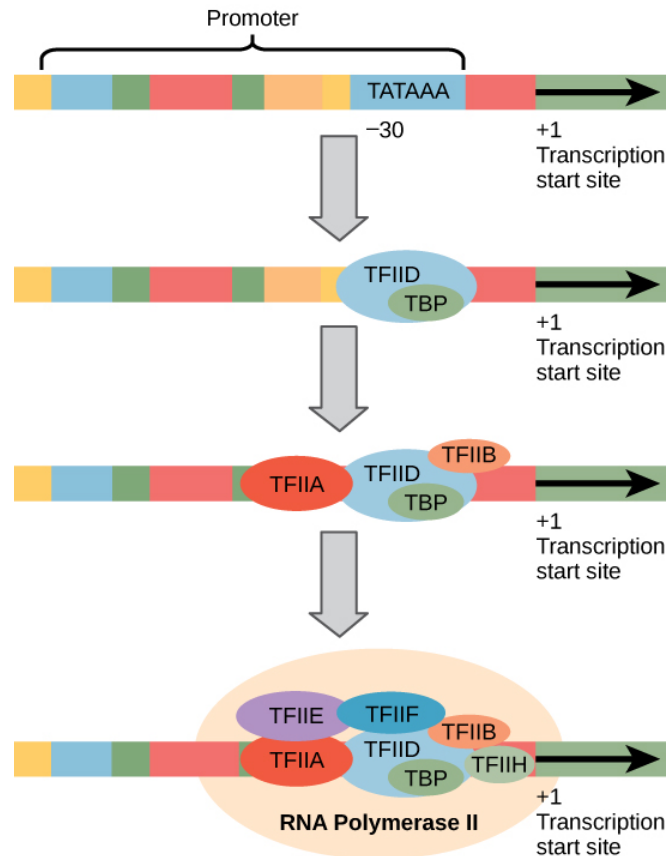 Promoter
TATAAA
–30
+1
Transcription
start site
TFIID
TBP
+1
Transcription
start site
TFIIB
TFIIA
TFIID
TBP
+1
Transcription
start site
TFIIE
TFIIF
TFIIB
TFIIA
TFIID
TFIIH
TBP
+1
Transcription
start site
RNA Polymerase II